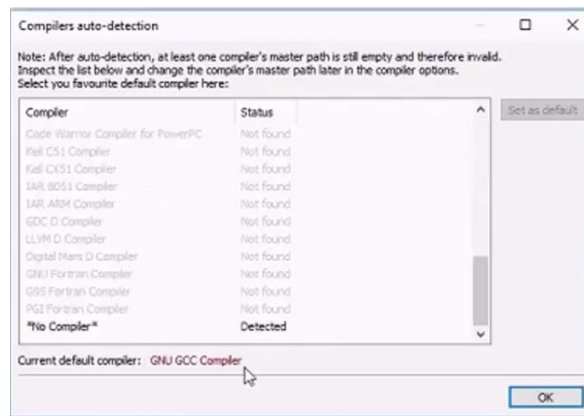 Compilers auto-detection
Note: After auto-detection, at least one compiler's master path is still empty and therefore invalid.
Inspect the list below and change the compiler's master path later in the compiler options.
Select you favourite default compiler here:
Compiler Status
Set as default
Code Warrior Compiler for PowerPC Not found
Keil C51 Compiler Not found
Keil CX51 Compiler Not found
IAR 8051 Compiler Not found
IAR ARM Compiler Not found
GDC D Compiler Not found
LLVM D Compiler Not found
Digital Mars D Compiler Not found
GNU Fortran Compiler Not found
G95 Fortran Compiler Not found
PGI Fortran Compiler Not found
*No Compiler* Detected
Current default compiler: GNU GCC Compiler
OK